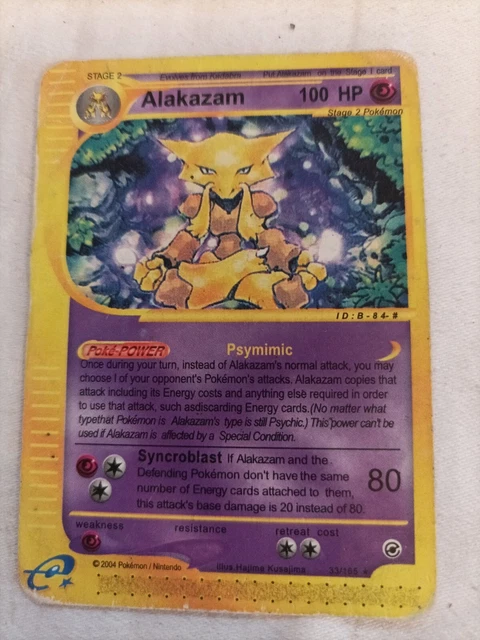 STAGE 2 Evolves from Kadabra Put Alakazam on the Stage 1 card
Alakazam 100 HP
Stage 2 Pokémon
ID:B-84-#
Poké-POWER Psymimic
Once during your turn, instead of Alakazam's normal attack, you may
choose I of your opponent's Pokémon's attacks. Alakazam copies that
attack including its Energy costs and anything else required in order
to use that attack, such asdiscarding Energy cards.(No matter what
typethat Pokémon is Alakazam's type is still Psychic.) This power can't be
used if Alakazam is affected by a Special Condition.
Syncroblast If Alakazam and the
Defending Pokémon don't have the same
number of Energy cards attached to them,
this attack's base damage is 20 instead of 80.
80
weakness resistance retreat cost
© 2004 Pokémon / Nintendo Illus.Hajima Kusajima 33/165
e